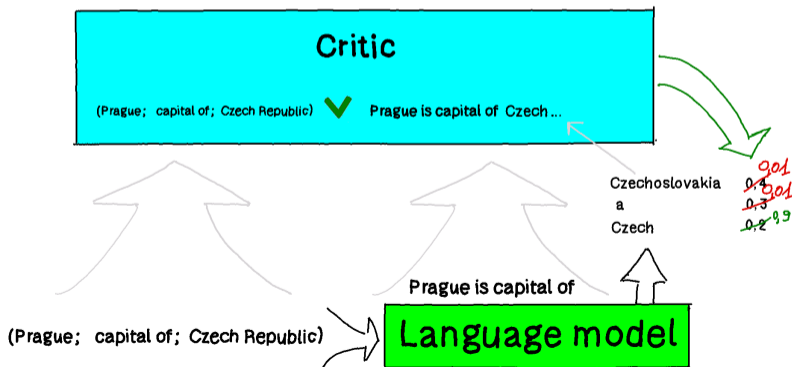 Critic
(Prague; capital of; Czech Republic) Prague is capital of Czech ...
Czechoslovakia 0,4 0,01
a 0,3 0,01
Czech 0,2 0,9
Prague is capital of
(Prague; capital of; Czech Republic)
Language model